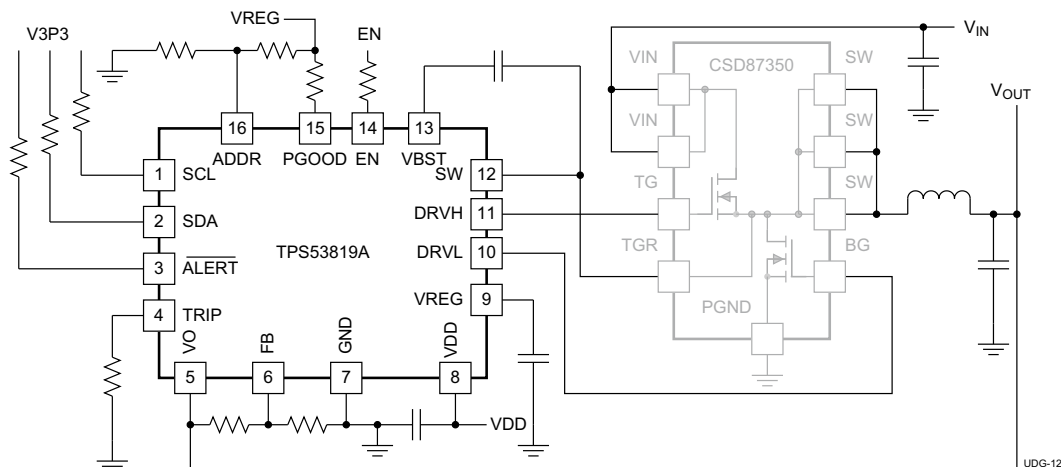 VREG
V3P3
EN
VIN
CSD87350
SW
VIN
VOUT
16
15
14
13
VIN
SW
ADDR
PGOOD
EN
VBST
1
SCL
SW
12
TG
SW
2
SDA
DRVH
11
TPS53819A
DRVL
10
TGR
BG
3
ALERT
VREG
9
PGND
4
TRIP
VO
FB
GND
VDD
5
6
7
8
VDD
UDG-12